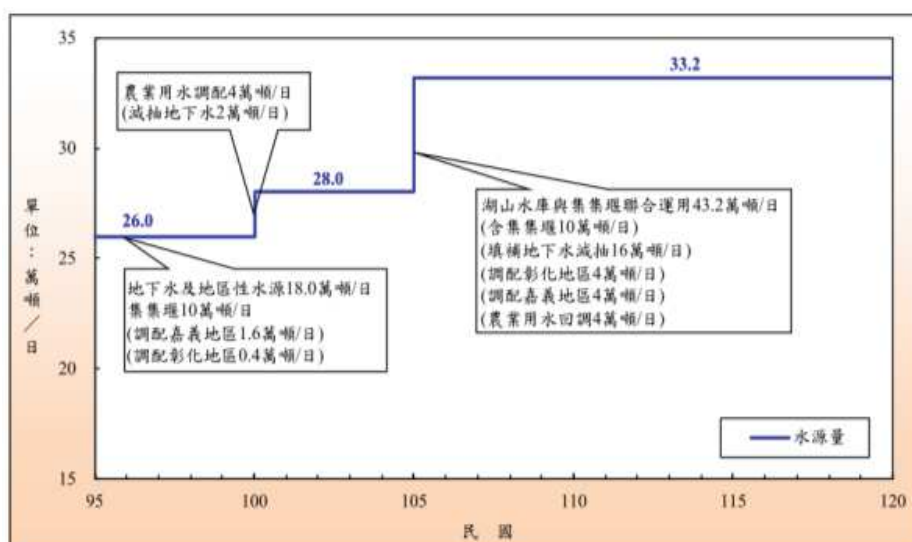 35
30
25
20
15
單位：萬噸／日
農業用水調配4萬噸/日
(減抽地下水2萬噸/日)
26.0
28.0
33.2
地下水及地區性水源18.0萬噸/日
集集堰10萬噸/日
(調配嘉義地區1.6萬噸/日)
(調配彰化地區0.4萬噸/日)
湖山水庫與集集堰聯合運用43.2萬噸/日
(含集集堰10萬噸/日)
(填補地下水減抽16萬噸/日)
(調配彰化地區4萬噸/日)
(調配嘉義地區4萬噸/日)
(農業用水回調4萬噸/日)
水源量
95 100 105 110 115 120
民 國